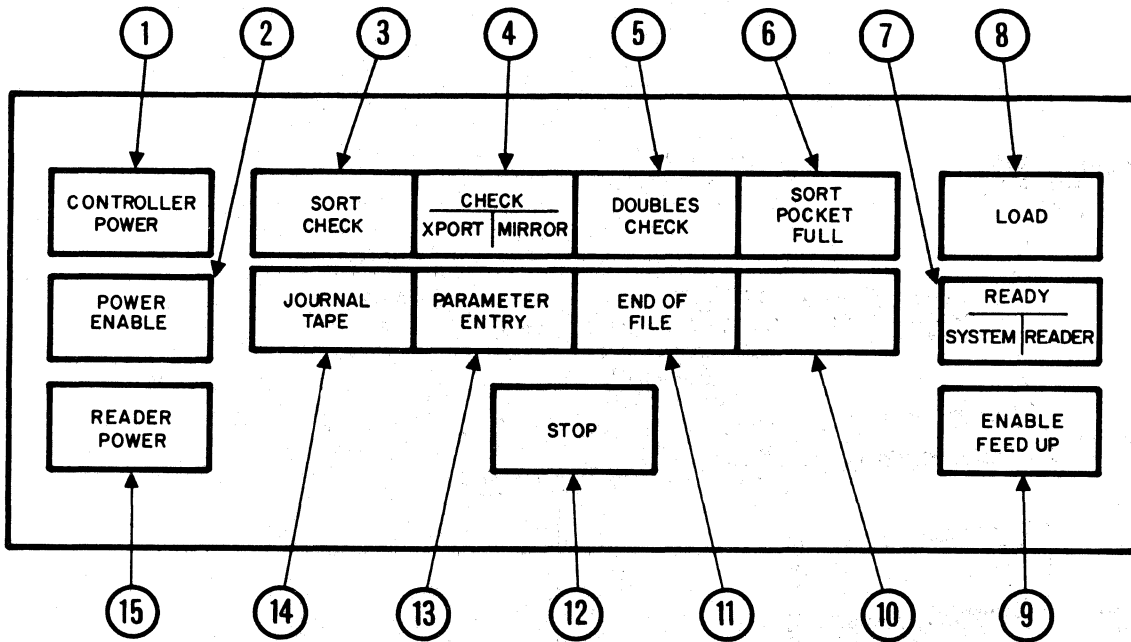 1 2 3 4 5 6 7 8
CONTROLLER
POWER
SORT
CHECK
CHECK
XPORT MIRROR
DOUBLES
CHECK
SORT
POCKET
FULL
LOAD
POWER
ENABLE
JOURNAL
TAPE
PARAMETER
ENTRY
END OF
FILE
READY
SYSTEM READER
READER
POWER
STOP
ENABLE
FEED UP
15 14 13 12 11 10 9